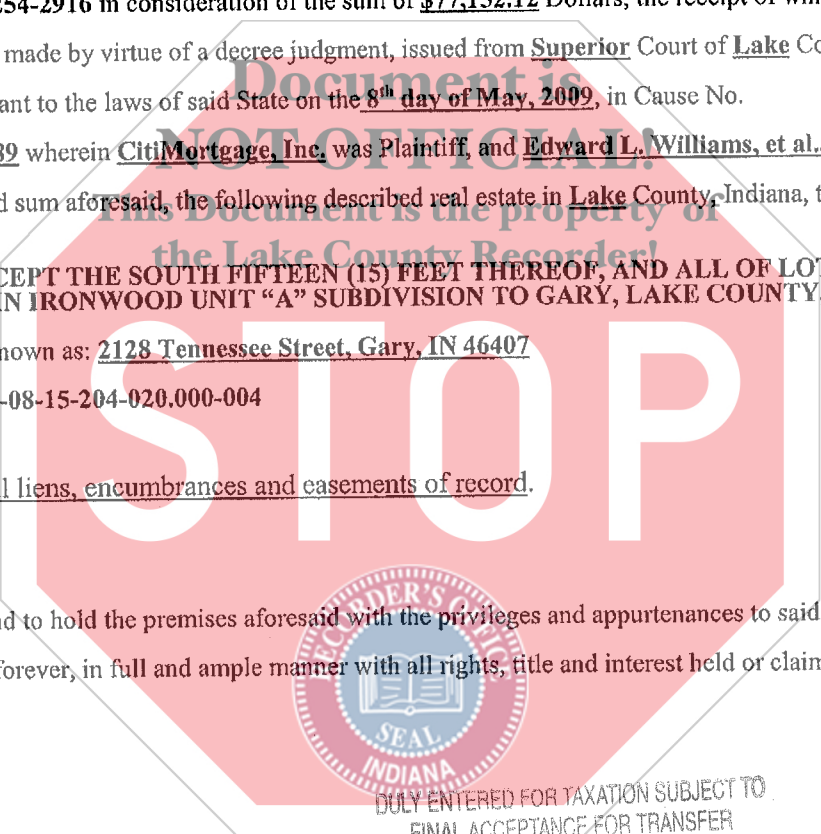 254-2916 in consideration of the sum of $77,152.12 Dollars, the receipt of
made by virtue of a decree judgment, issued from Superior Court of Lake
Document is
ant to the laws of said State on the 8th day of May, 2009, in Cause No.
NOT OFFICIAL!
89 wherein CitiMortgage, Inc. was Plaintiff, and Edward L. Williams, et al.
This Document is the property of
d sum aforesaid, the following described real estate in Lake County, Indiana, t
the Lake County Recorder!
CEPT THE SOUTH FIFTEEN (15) FEET THEREOF, AND ALL OF LOT
IN IRONWOOD UNIT “A” SUBDIVISION TO GARY, LAKE COUNTY
nown as: 2128 Tennessee Street, Gary, IN 46407
-08-15-204-020.000-004
STOP
l liens, encumbrances and easements of record.
nd to hold the premises aforesaid with the privileges and appurtenances to said
forever, in full and ample manner with all rights, title and interest held or claim
RECORDER'S OFFICE
SEAL
INDIANA
DULY ENTERED FOR TAXATION SUBJECT TO
FINAL ACCEPTANCE FOR TRANSFER